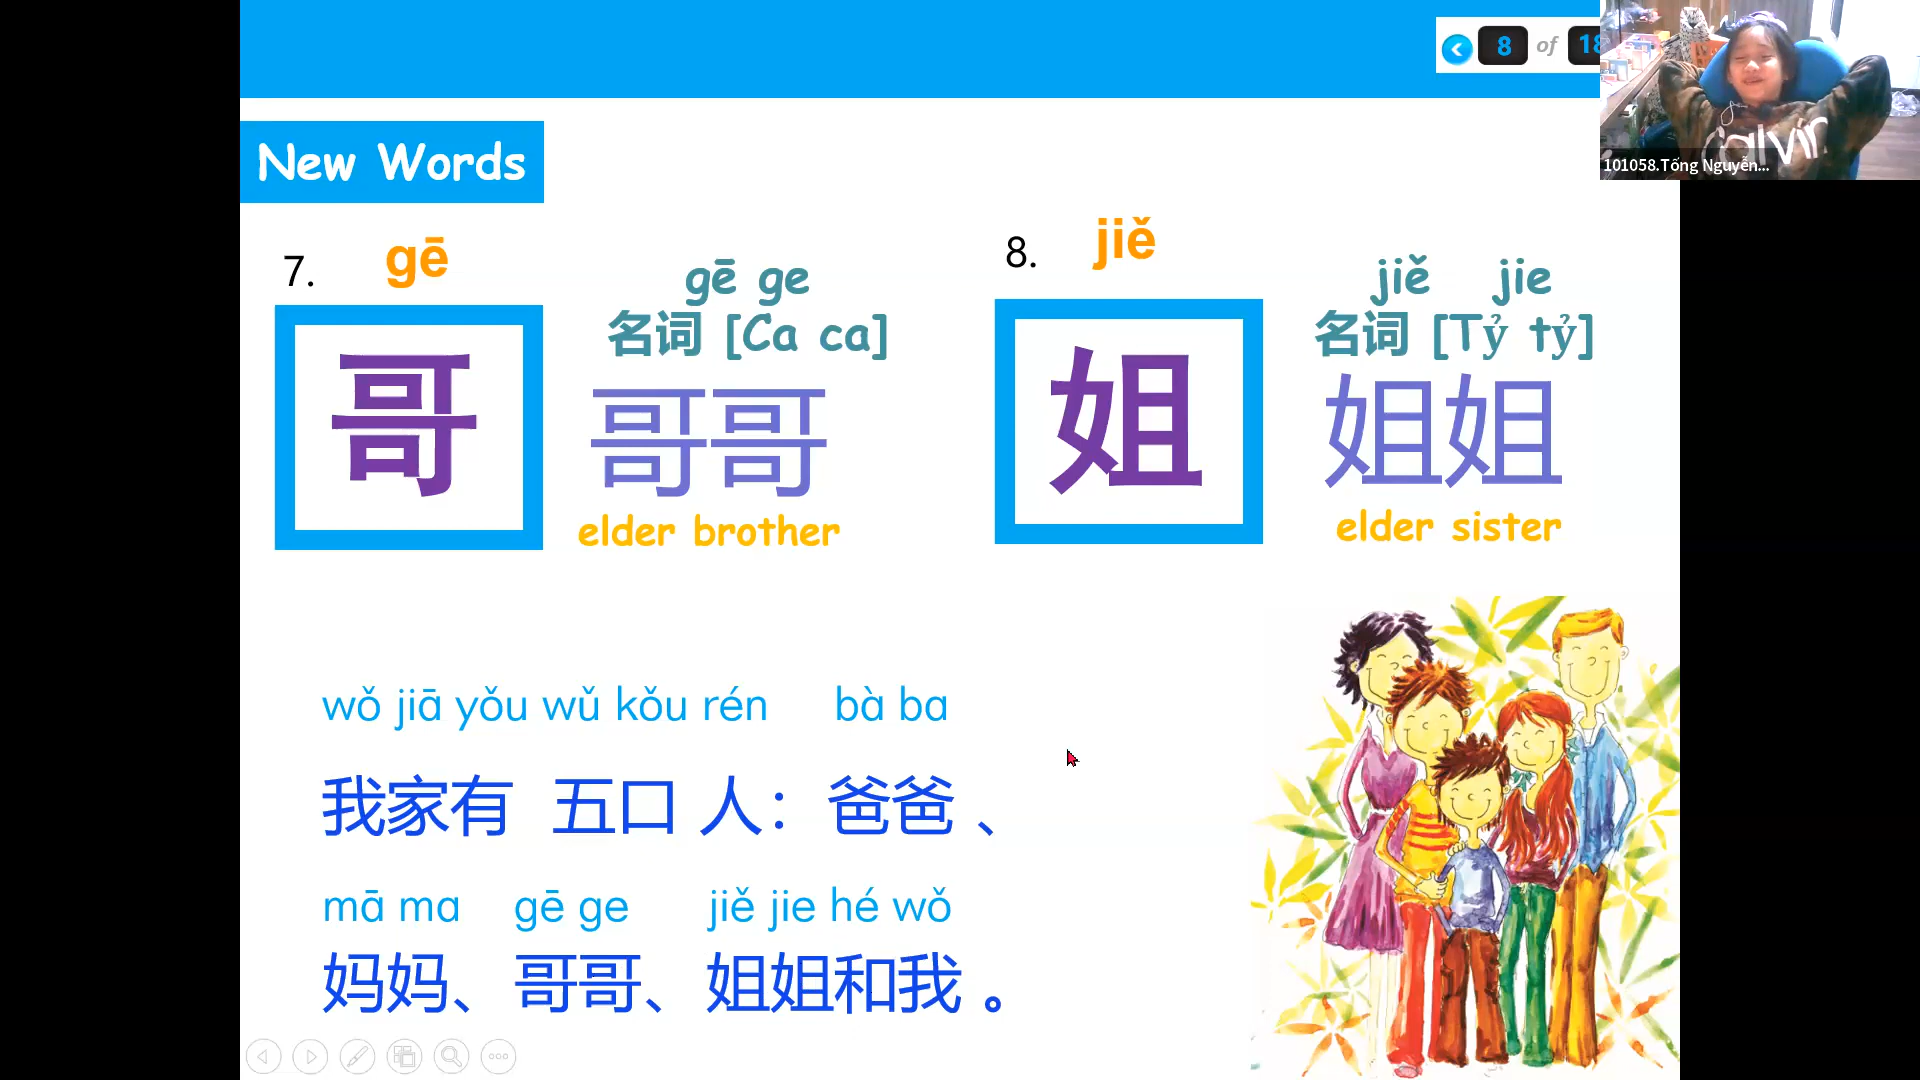 8 of 18
101058.Tống Nguyễn...
calvin
New Words
7. gē
哥
gē ge
名词 [Ca ca]
哥哥
elder brother
8. jiě
姐
jiě jie
名词 [Tỷ tỷ]
姐姐
elder sister
wǒ jiā yǒu wǔ kǒu rén bà ba
我家有 五口 人：爸爸 、
mā ma gē ge jiě jie hé wǒ
妈妈、哥哥、姐姐和我 。